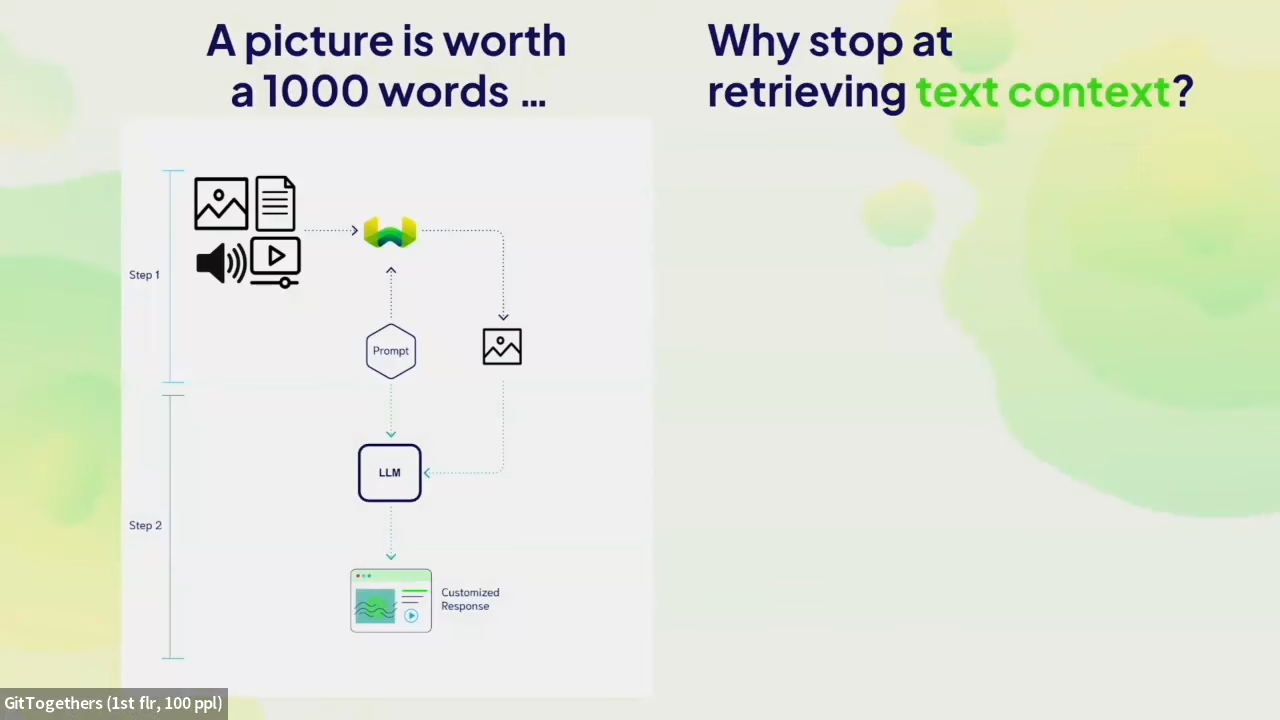 A picture is worth
a 1000 words ...
Why stop at
retrieving text context?
Step 1
Prompt
LLM
Step 2
Customized
Response
GitTogethers (1st flr, 100 ppl)